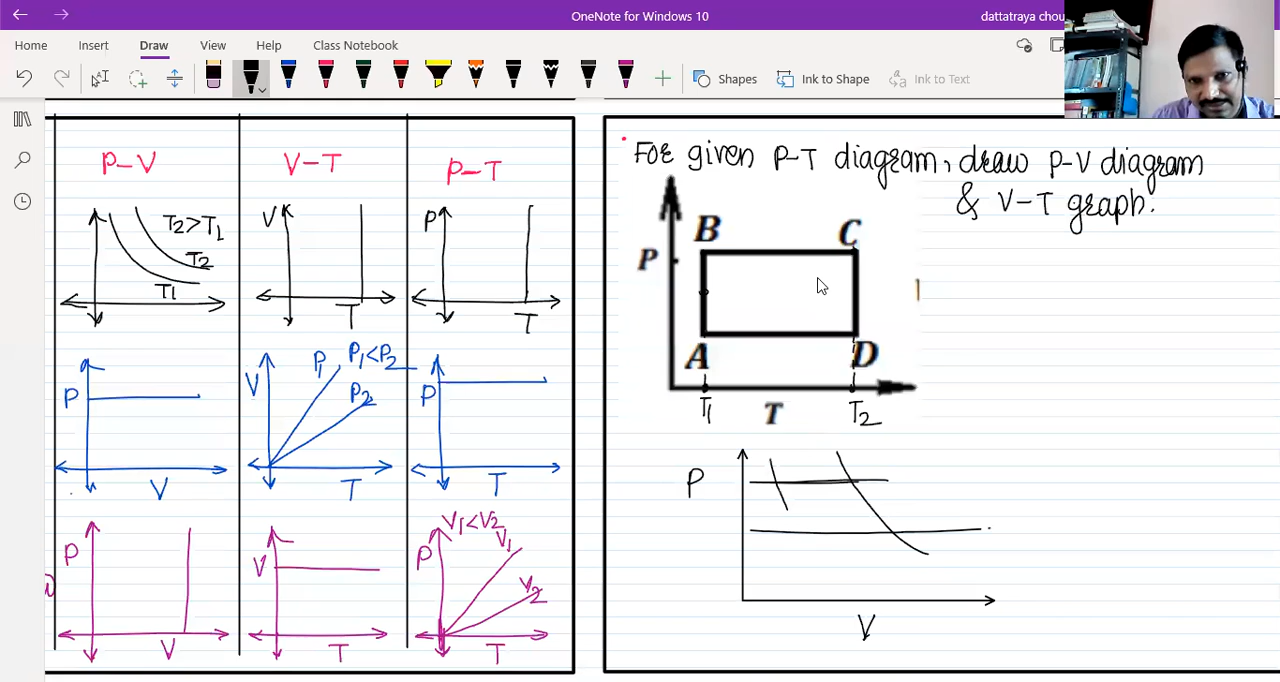 OneNote for Windows 10
dattatraya chou
Home Insert Draw View Help Class Notebook
Shapes Ink to Shape Ink to Text
P-V V-T P-T
T2>T1
T2
T1
V
T
P
T
P
V
V
P1 P1<P2
P2
T
P
T
P
V
V
T
V1<V2
P
V1
V2
T
For given P-T diagram, draw P-V diagram
& V-T graph.
B C
P
A D
T1 T T2
P
V